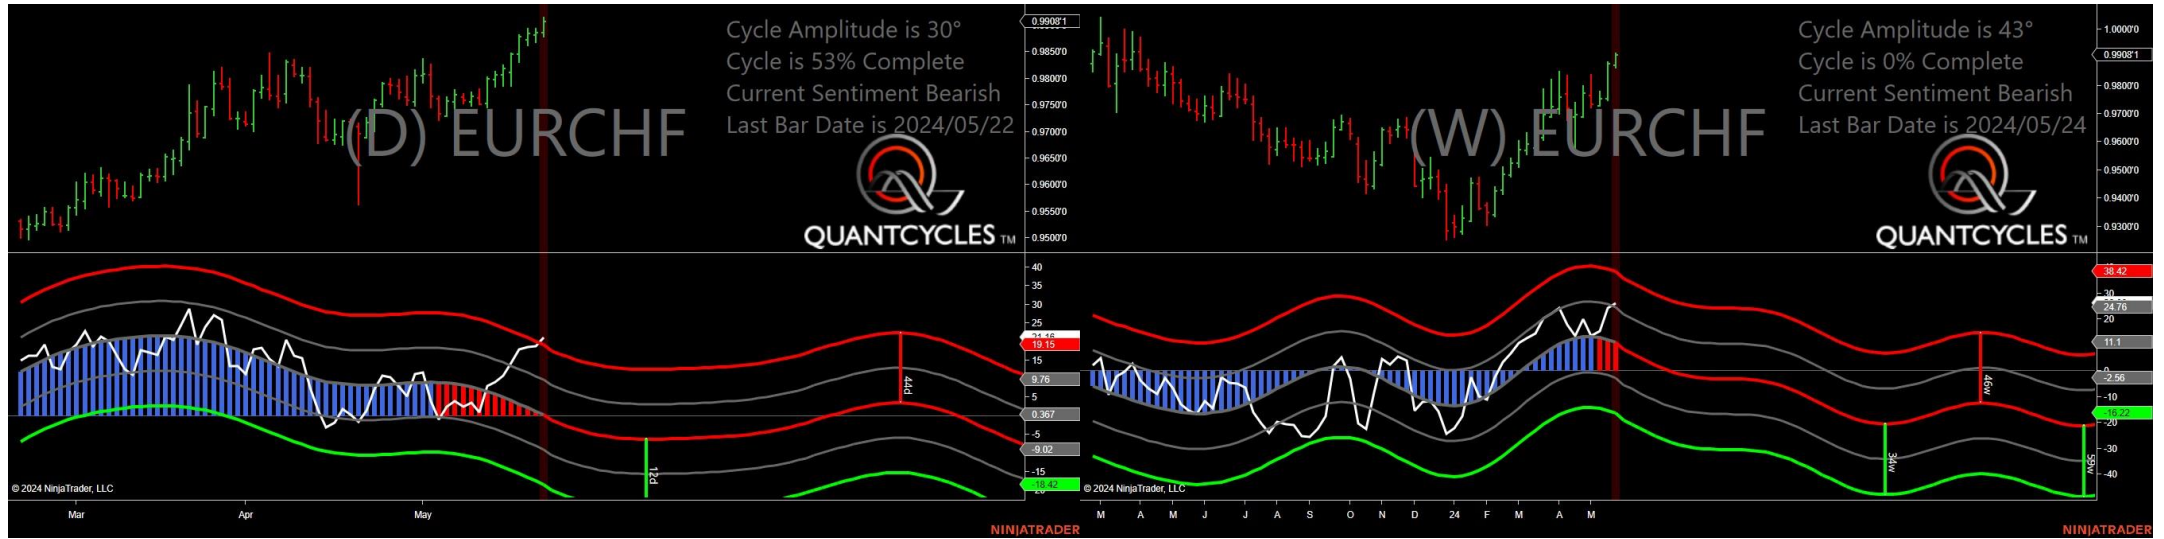 (D) EURCHF
Cycle Amplitude is 30°
Cycle is 53% Complete
Current Sentiment Bearish
Last Bar Date is 2024/05/22
QUANTCYCLES TM
0.9908'1
0.9850'0
0.9800'0
0.9750'0
0.9700'0
0.9650'0
0.9600'0
0.9550'0
0.9500'0
40
35
30
25
19.15
15
9.76
5
0.367
-5
-9.02
-15
-18.42
44d
12d
© 2024 NinjaTrader, LLC
Mar
Apr
May
NINJATRADER
(W) EURCHF
Cycle Amplitude is 43°
Cycle is 0% Complete
Current Sentiment Bearish
Last Bar Date is 2024/05/24
QUANTCYCLES TM
1.0000'0
0.9908'1
0.9800'0
0.9700'0
0.9600'0
0.9500'0
0.9400'0
0.9300'0
38.42
30
24.76
20
11.1
-2.56
-10
-16.22
-20
-30
-40
46w
34w
59w
© 2024 NinjaTrader, LLC
M A M J J A S O N D 24 F M A M
NINJATRADER